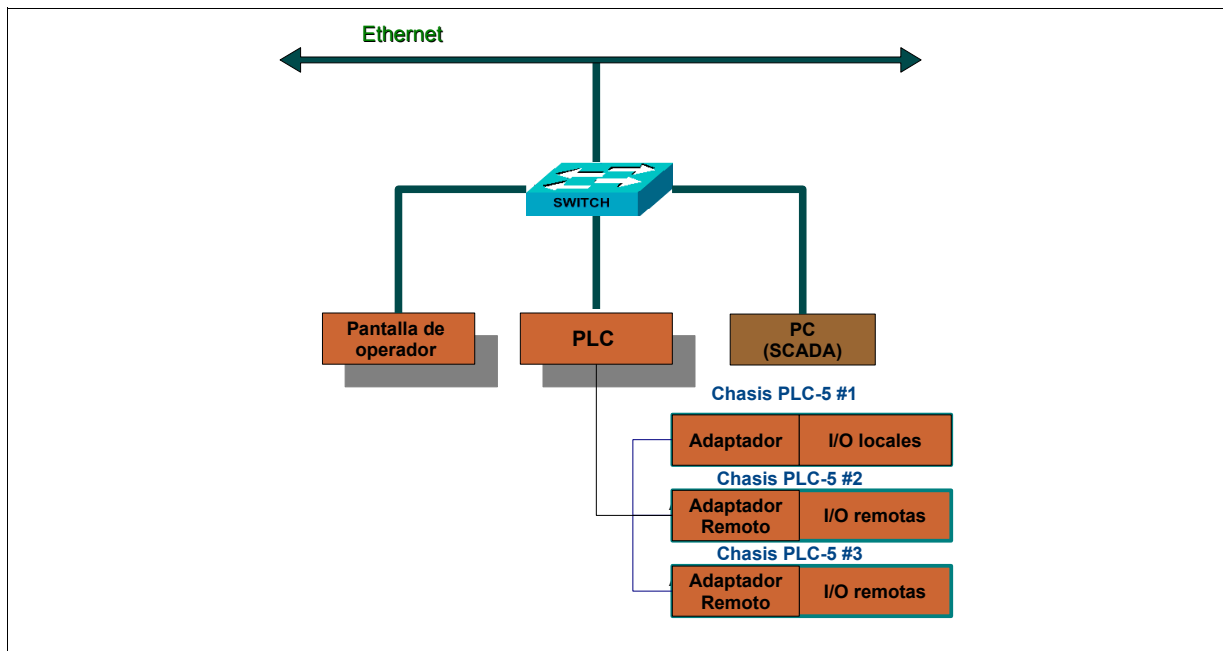 Ethernet
SWITCH
Pantalla de
operador
PLC
PC
(SCADA)
Chasis PLC-5 #1
Adaptador
I/O locales
Chasis PLC-5 #2
Adaptador
Remoto
I/O remotas
Chasis PLC-5 #3
Adaptador
Remoto
I/O remotas